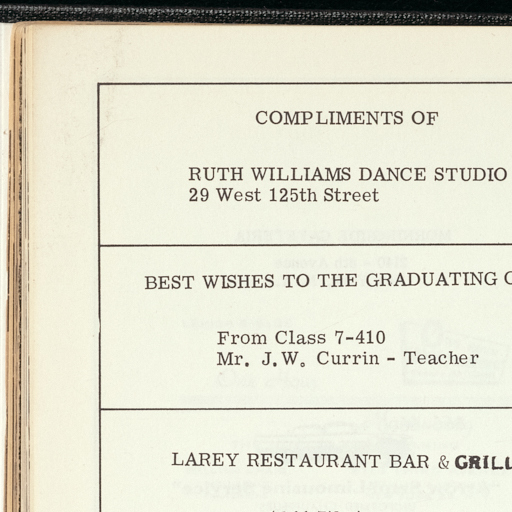 COMPLIMENTS OF
RUTH WILLIAMS DANCE STUDIO
29 West 125th Street
BEST WISHES TO THE GRADUATING
From Class 7-410
Mr. J.W. Currin - Teacher
LAREY RESTAURANT BAR & GRILL